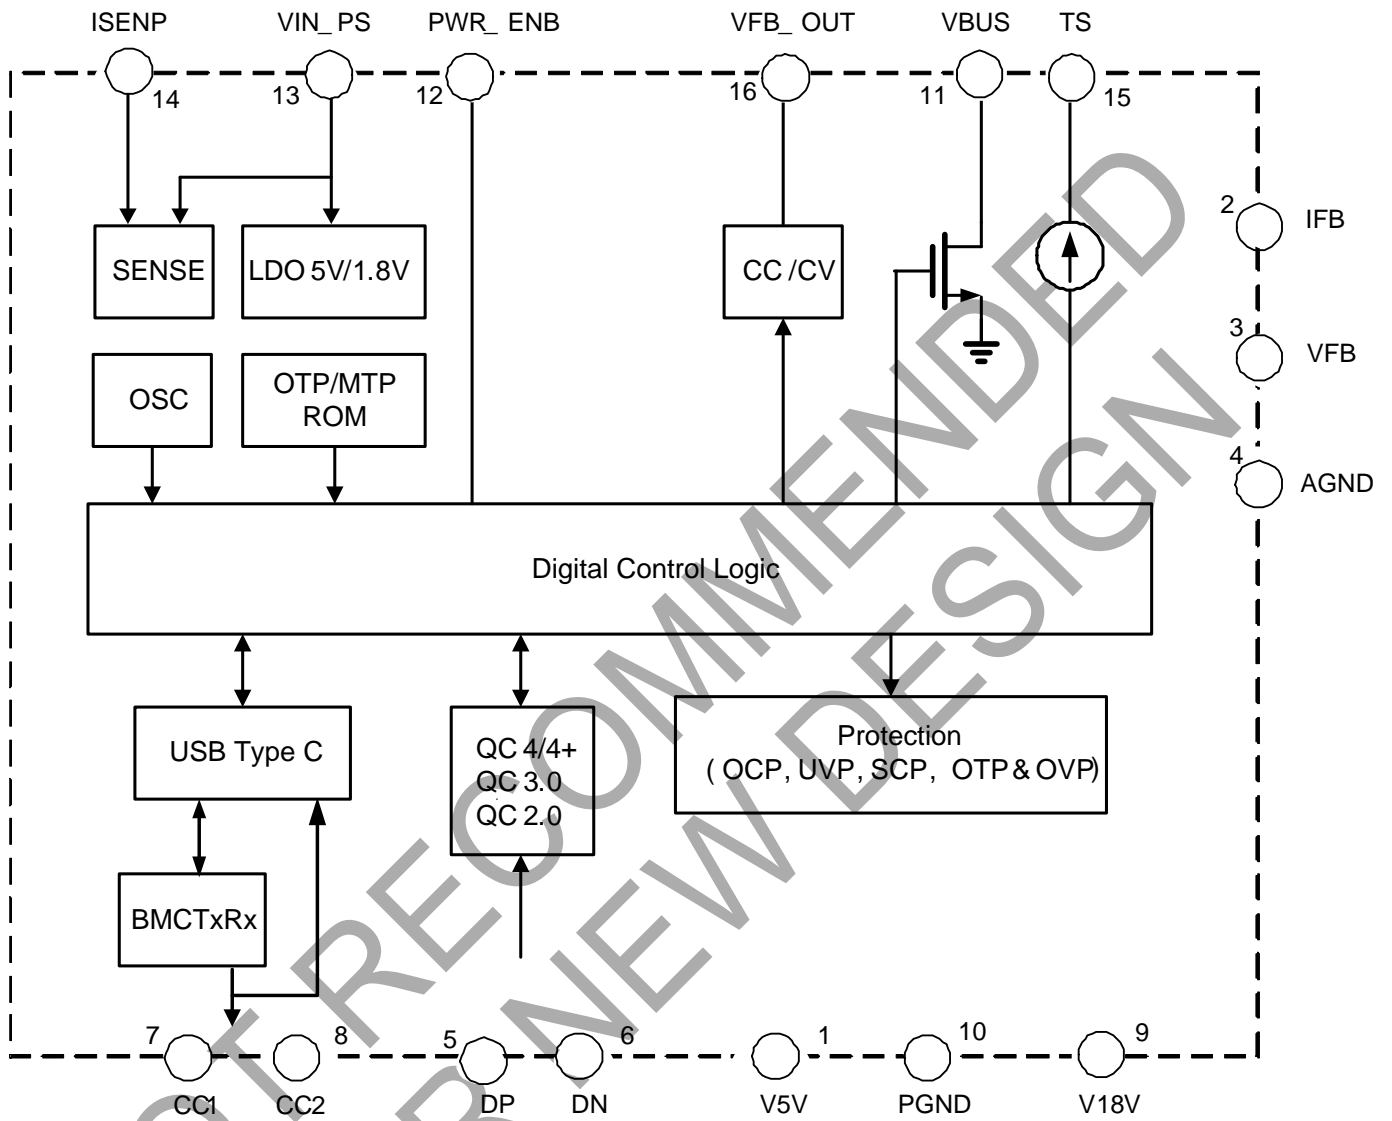 ISENP VIN_ PS PWR_ ENB VFB_ OUT VBUS TS
14 13 12 16 11 15
2 IFB
SENSE LDO 5V/1.8V CC /CV
3 VFB
OSC OTP/MTP
ROM
4 AGND
Digital Control Logic
USB Type C
QC 4/4+
QC 3.0
QC 2.0
Protection
( OCP, UVP, SCP, OTP & OVP)
BMCTxRx
7 8 5 6 1 10 9
CC1 CC2 DP DN V5V PGND V18V
OT RECOMMENDED
R NEW DESIGN